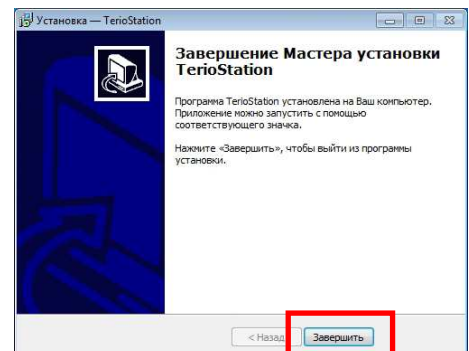 Установка — TerioStation
Завершение Мастера установки
TerioStation
Программа TerioStation установлена на Ваш компьютер.
Приложение можно запустить с помощью
соответствующего значка.
Нажмите «Завершить», чтобы выйти из программы
установки.
< Назад
Завершить